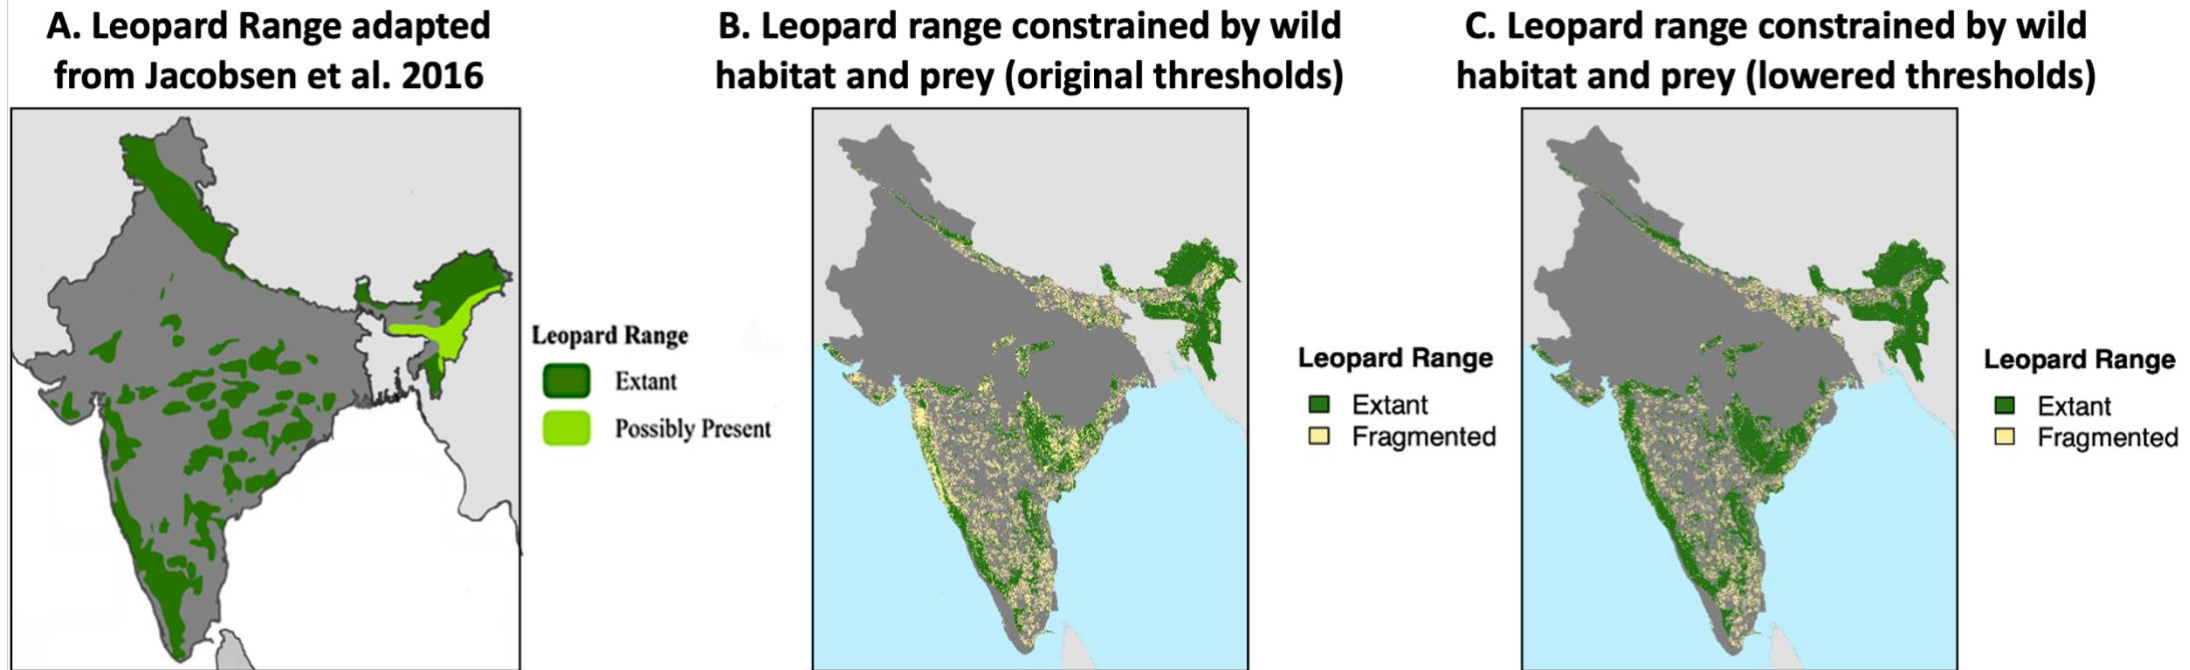 A. Leopard Range adapted
from Jacobsen et al. 2016
B. Leopard range constrained by wild
habitat and prey (original thresholds)
C. Leopard range constrained by wild
habitat and prey (lowered thresholds)
Leopard Range
Extant
Possibly Present
Leopard Range
Extant
Fragmented
Leopard Range
Extant
Fragmented